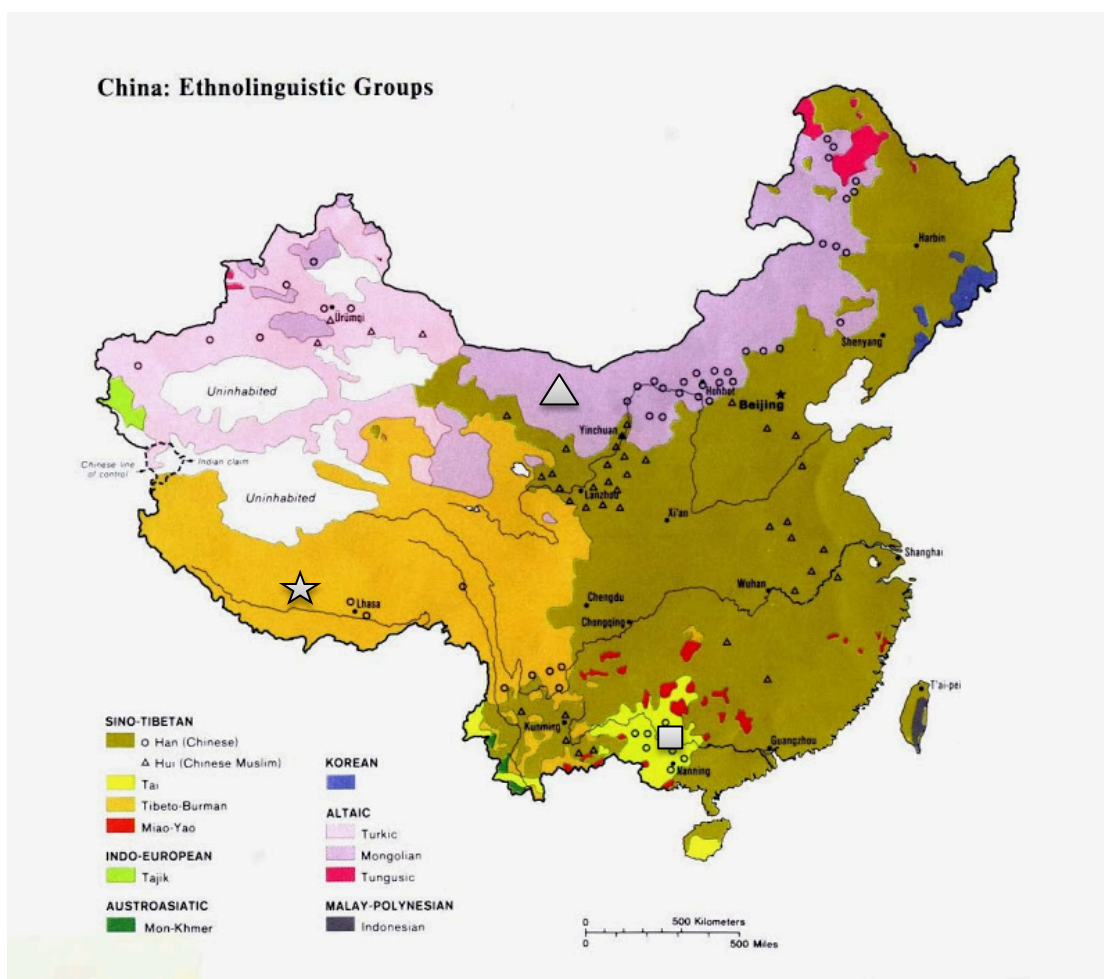 China: Ethnolinguistic Groups
Harbin
Ürümqi
Shenyang
Uninhabited
Hohhot
Beijing
Yinchuan
Chinese line
of control
Indian claim
Uninhabited
Lanzhou
Xi'an
Shanghai
Wuhan
Chengdu
Lhasa
Chongqing
T'ai-pei
Kunming
Guangzhou
Nanning
SINO-TIBETAN
Han (Chinese)
Hui (Chinese Muslim)
Tai
Tibeto-Burman
Miao-Yao
INDO-EUROPEAN
Tajik
AUSTROASIATIC
Mon-Khmer
KOREAN
ALTAIC
Turkic
Mongolian
Tungusic
MALAY-POLYNESIAN
Indonesian
0 500 Kilometers
0 500 Miles